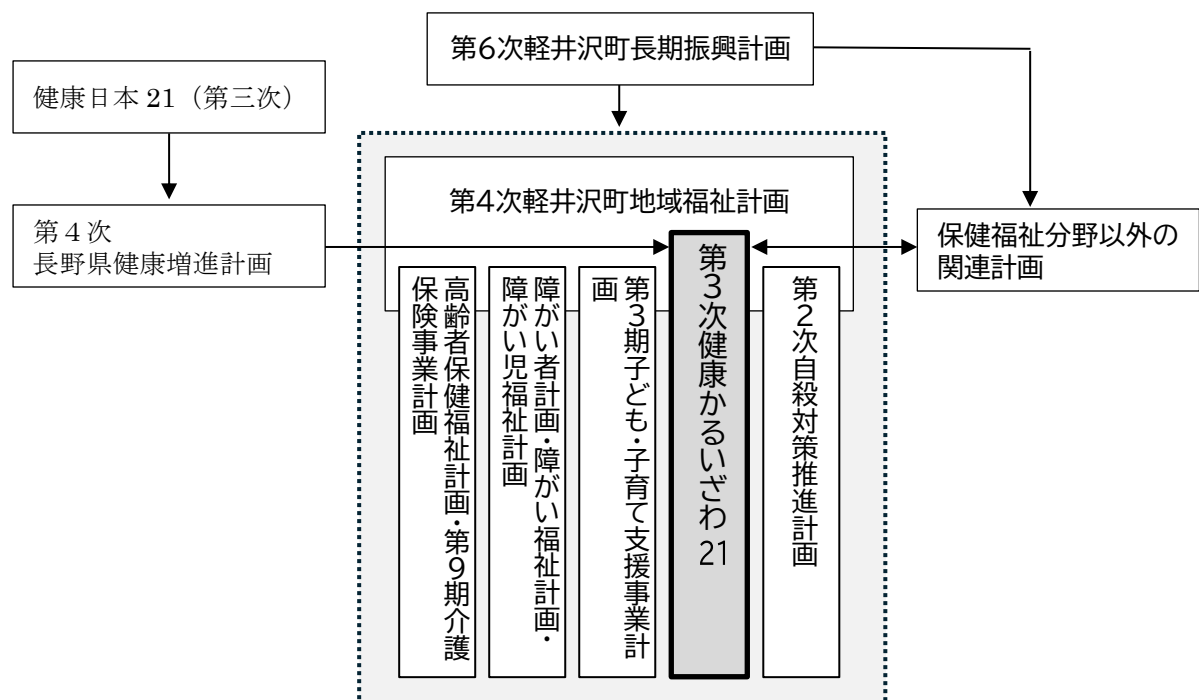 第6次軽井沢町長期振興計画
健康日本 21（第三次）
第4次軽井沢町地域福祉計画
第４次
長野県健康増進計画
保健福祉分野以外の
関連計画
高齢者保健福祉計画・第9期介護
保険事業計画
障がい者計画・障がい福祉計画・
障がい児福祉計画
第3期子ども・子育て支援事業計
画
第3次健康かるいざわ21
第2次自殺対策推進計画